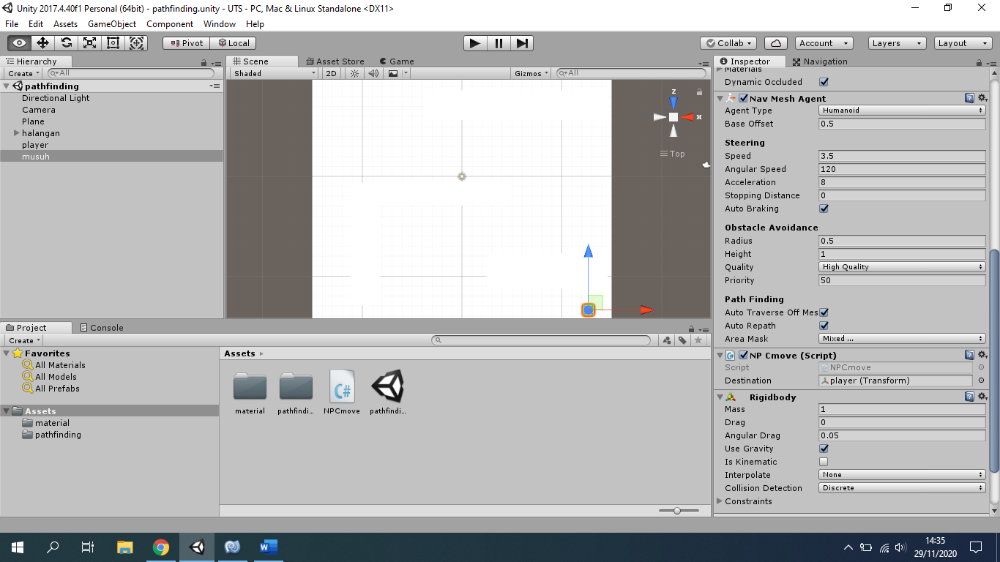 Unity 2017.4.40f1 Personal (64bit) - pathfinding.unity - UTS - PC, Mac & Linux Standalone <DX11>
File Edit Assets GameObject Component Window Help
Pivot Local Collab Account Layers Layout
Hierarchy
Create All
pathfinding
Directional Light
Camera
Plane
halangan
player
musuh
Scene Asset Store Game
Shaded 2D Gizmos All
z
x
Top
Inspector Navigation
Materials
Dynamic Occluded
Nav Mesh Agent
Agent Type Humanoid
Base Offset 0.5
Steering
Speed 3.5
Angular Speed 120
Acceleration 8
Stopping Distance 0
Auto Braking
Obstacle Avoidance
Radius 0.5
Height 1
Quality High Quality
Priority 50
Path Finding
Auto Traverse Off Mes
Auto Repath
Area Mask Mixed ...
NP Cmove (Script)
Script NPCmove
Destination player (Transform)
Rigidbody
Mass 1
Drag 0
Angular Drag 0.05
Use Gravity
Is Kinematic
Interpolate None
Collision Detection Discrete
Constraints
Project Console
Create
Favorites
All Materials
All Models
All Prefabs
Assets
material
pathfinding
Assets
material pathfindi... NPCmove pathfindi...
C#
14:35
29/11/2020